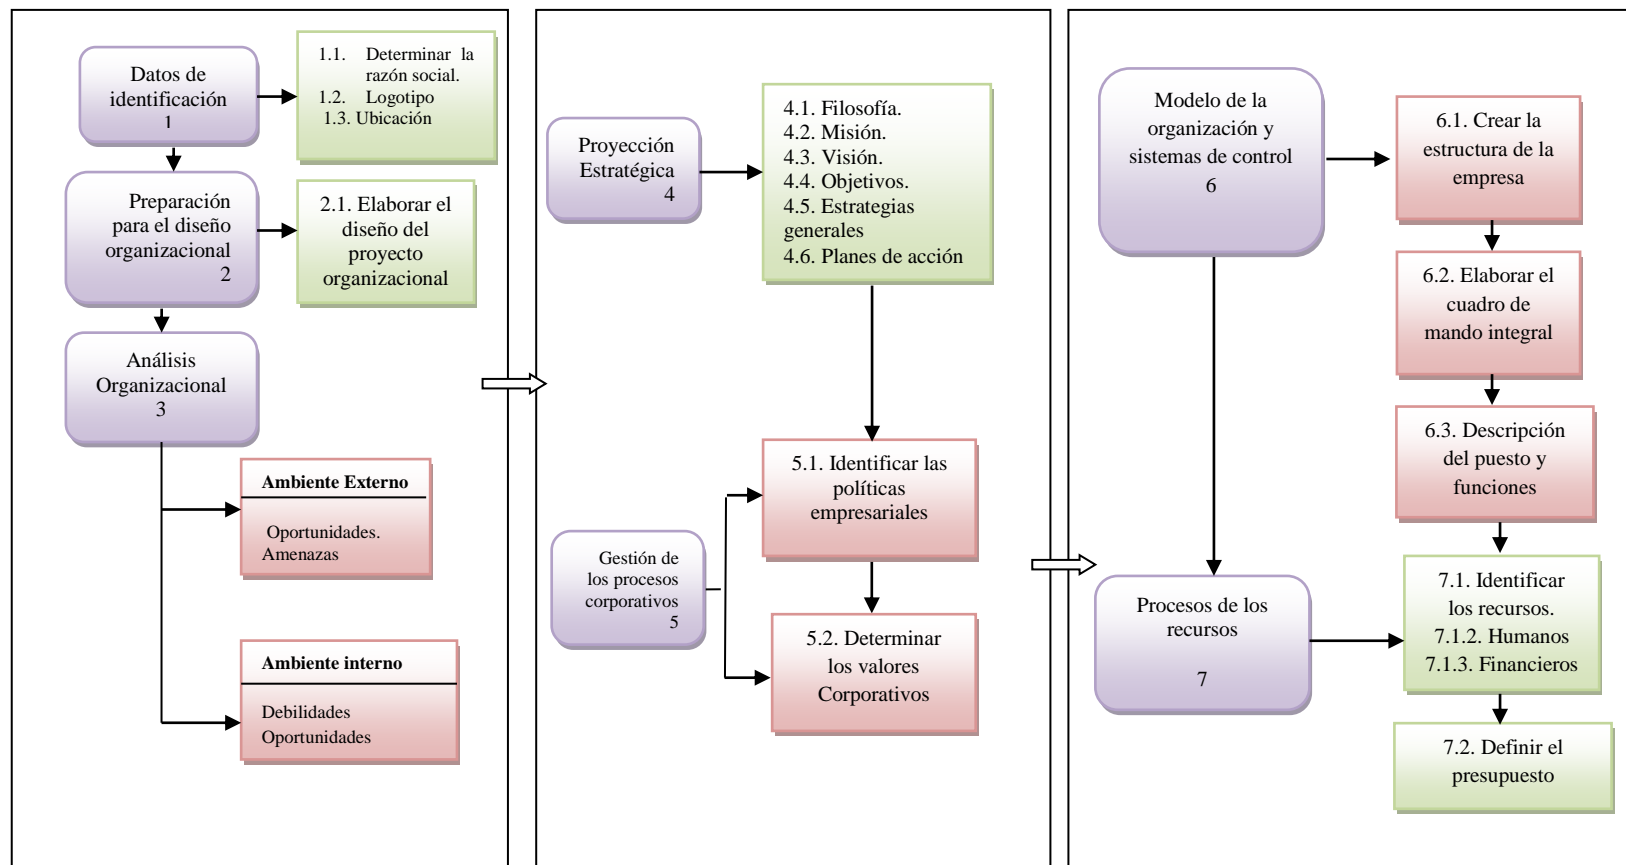 Datos de
identificación
1
1.1. Determinar la
razón social.
1.2. Logotipo
1.3. Ubicación
Preparación
para el diseño
organizacional
2
2.1. Elaborar el
diseño del
proyecto
organizacional
Análisis
Organizacional
3
Ambiente Externo
Oportunidades.
Amenazas
Ambiente interno
Debilidades
Oportunidades
Proyección
Estratégica
4
4.1. Filosofía.
4.2. Misión.
4.3. Visión.
4.4. Objetivos.
4.5. Estrategias
generales
4.6. Planes de acción
Gestión de
los procesos
corporativos
5
5.1. Identificar las
políticas
empresariales
5.2. Determinar
los valores
Corporativos
Modelo de la
organización y
sistemas de control
6
6.1. Crear la
estructura de la
empresa
6.2. Elaborar el
cuadro de
mando integral
6.3. Descripción
del puesto y
funciones
Procesos de los
recursos
7
7.1. Identificar
los recursos.
7.1.2. Humanos
7.1.3. Financieros
7.2. Definir el
presupuesto